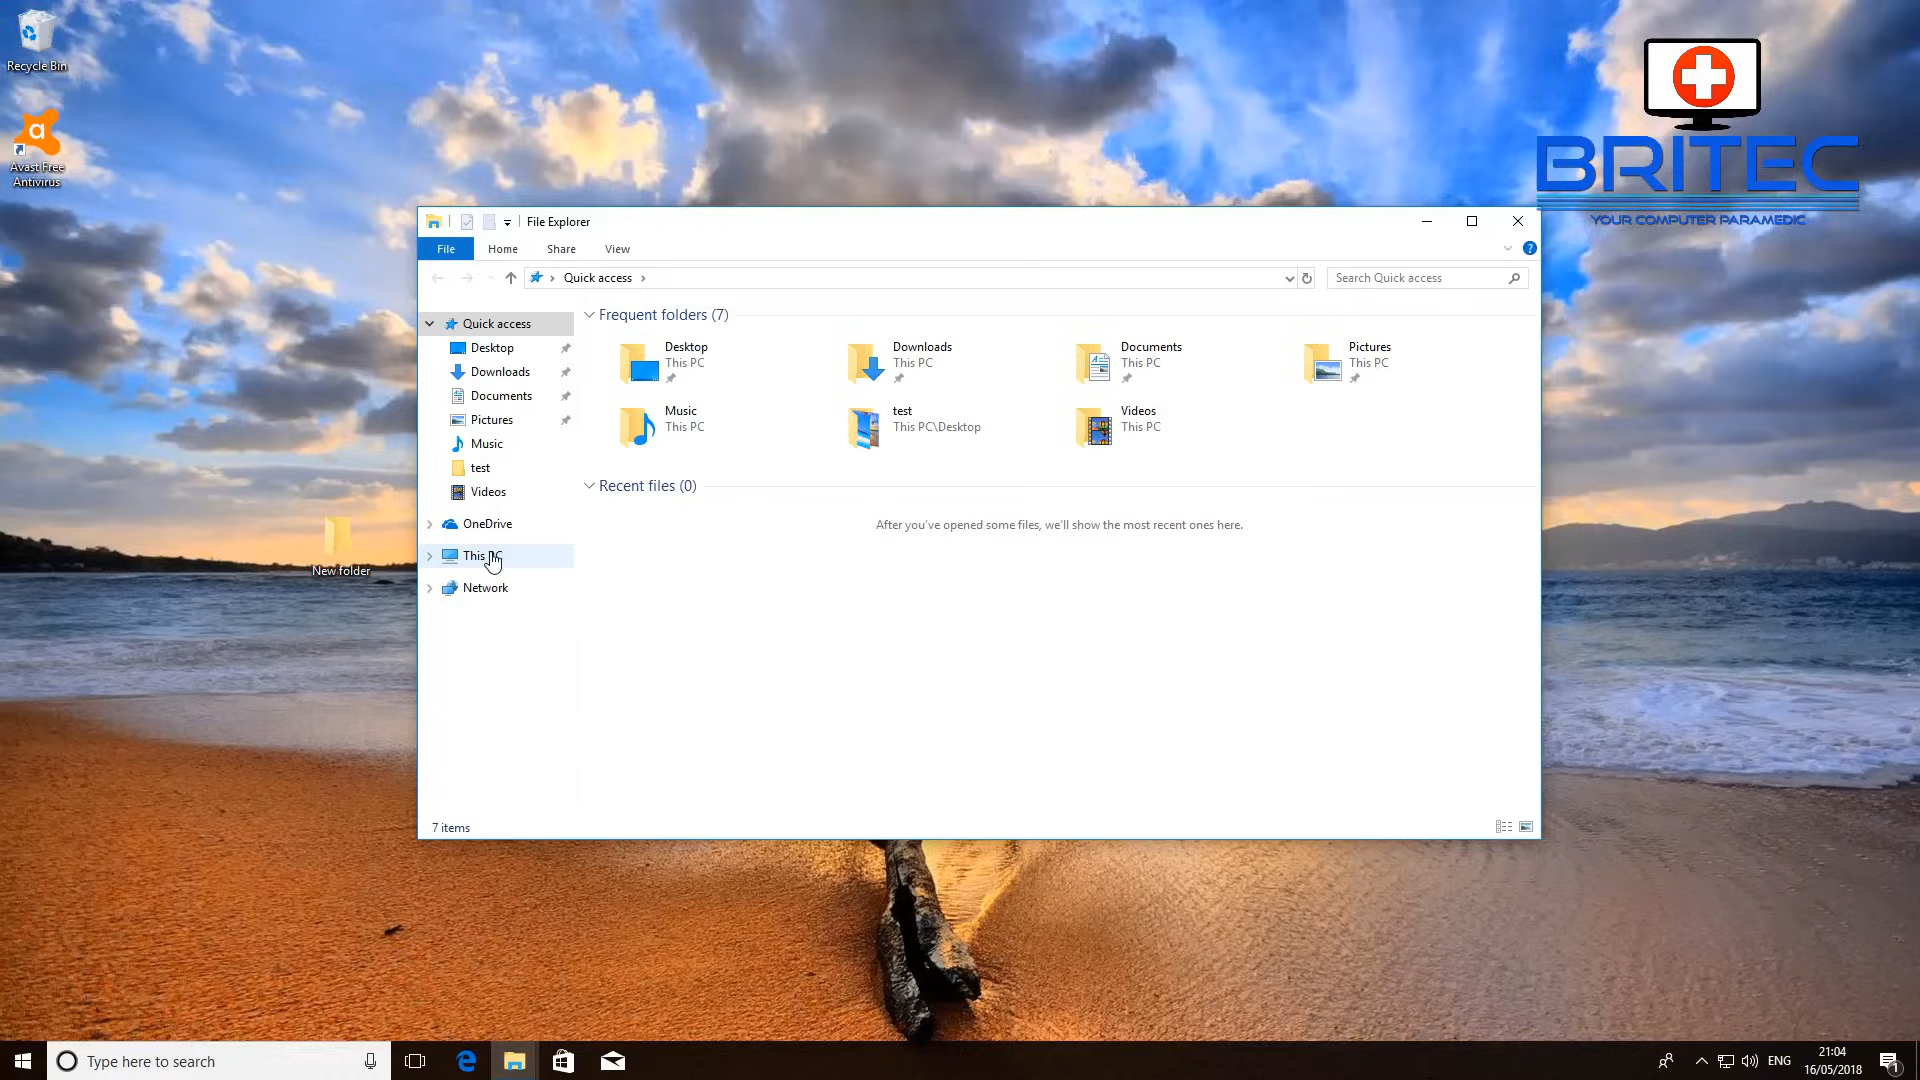 Recycle Bin
Avast Free
Antivirus
BRITEC
YOUR COMPUTER PARAMEDIC
File Explorer
File
Home
Share
View
Quick access
Search Quick access
Quick access
Desktop
Downloads
Documents
Pictures
Music
test
Videos
OneDrive
This PC
Network
Frequent folders (7)
Desktop
This PC
Downloads
This PC
Documents
This PC
Pictures
This PC
Music
This PC
test
This PC\Desktop
Videos
This PC
Recent files (0)
After you've opened some files, we'll show the most recent ones here.
New folder
7 items
Type here to search
ENG
21:04
16/05/2018
1